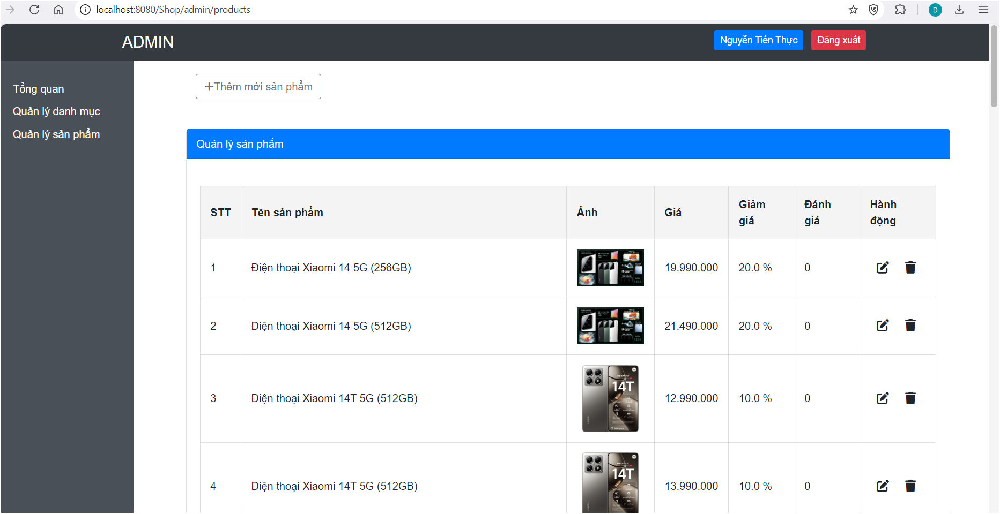 localhost:8080/Shop/admin/products
D
ADMIN
Nguyễn Tiến Thực
Đăng xuất
Tổng quan
Quản lý danh mục
Quản lý sản phẩm
Thêm mới sản phẩm
Quản lý sản phẩm
STT Tên sản phẩm Ảnh Giá Giảm giá Đánh giá Hành động
1 Điện thoại Xiaomi 14 5G (256GB) 19.990.000 20.0 % 0
2 Điện thoại Xiaomi 14 5G (512GB) 21.490.000 20.0 % 0
3 Điện thoại Xiaomi 14T 5G (512GB) 14T 12.990.000 10.0 % 0
4 Điện thoại Xiaomi 14T 5G (512GB) 14T 13.990.000 10.0 % 0